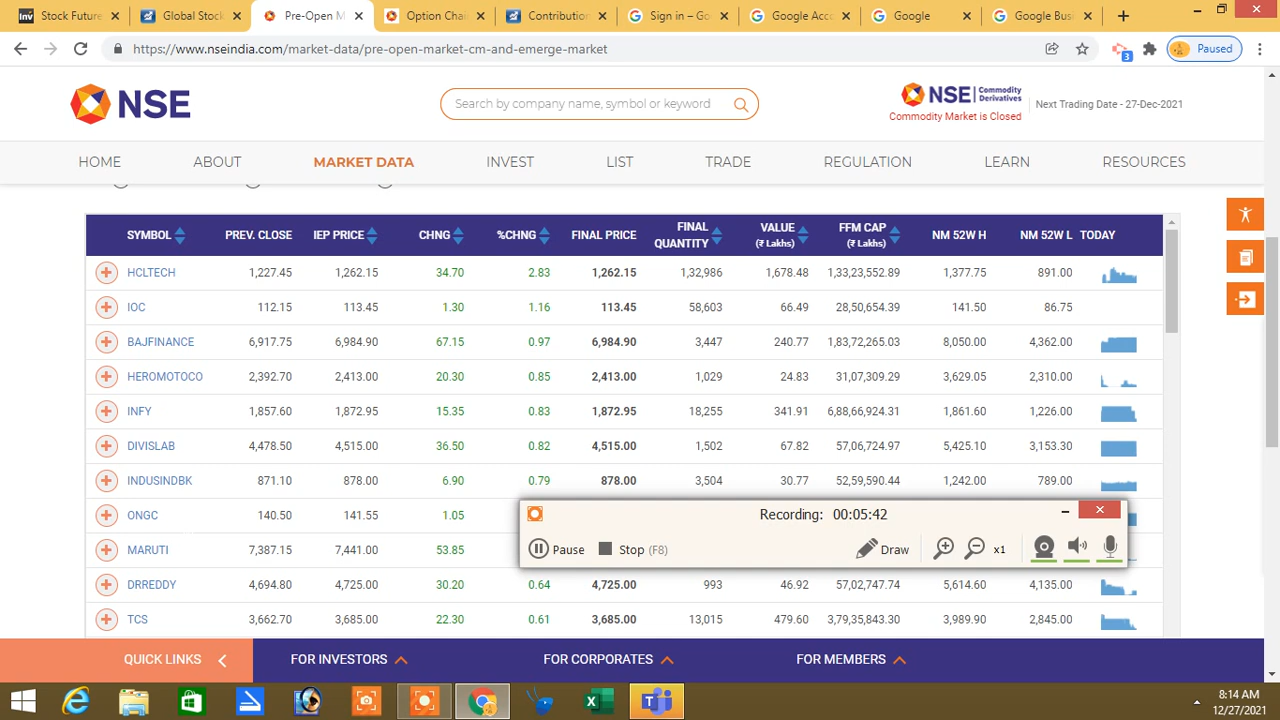 Stock Future
Global Stock
Pre-Open M
Option Chai
Contribution
Sign in – Goo
Google Acco
Google
Google Busi
https://www.nseindia.com/market-data/pre-open-market-cm-and-emerge-market
3
Paused
NSE
Search by company name, symbol or keyword
NSE | Commodity Derivatives
Commodity Market is Closed
Next Trading Date - 27-Dec-2021
HOME ABOUT MARKET DATA INVEST LIST TRADE REGULATION LEARN RESOURCES
SYMBOL PREV. CLOSE IEP PRICE CHNG %CHNG FINAL PRICE FINAL QUANTITY VALUE (₹ Lakhs) FFM CAP (₹ Lakhs) NM 52W H NM 52W L TODAY
HCLTECH 1,227.45 1,262.15 34.70 2.83 1,262.15 1,32,986 1,678.48 1,33,23,552.89 1,377.75 891.00
IOC 112.15 113.45 1.30 1.16 113.45 58,603 66.49 28,50,654.39 141.50 86.75
BAJFINANCE 6,917.75 6,984.90 67.15 0.97 6,984.90 3,447 240.77 1,83,72,265.03 8,050.00 4,362.00
HEROMOTOCO 2,392.70 2,413.00 20.30 0.85 2,413.00 1,029 24.83 31,07,309.29 3,629.05 2,310.00
INFY 1,857.60 1,872.95 15.35 0.83 1,872.95 18,255 341.91 6,88,66,924.31 1,861.60 1,226.00
DIVISLAB 4,478.50 4,515.00 36.50 0.82 4,515.00 1,502 67.82 57,06,724.97 5,425.10 3,153.30
INDUSINDBK 871.10 878.00 6.90 0.79 878.00 3,504 30.77 52,59,590.44 1,242.00 789.00
ONGC 140.50 141.55 1.05
MARUTI 7,387.15 7,441.00 53.85
DRREDDY 4,694.80 4,725.00 30.20 0.64 4,725.00 993 46.92 57,02,747.74 5,614.60 4,135.00
TCS 3,662.70 3,685.00 22.30 0.61 3,685.00 13,015 479.60 3,79,35,843.30 3,989.90 2,845.00
Recording: 00:05:42
Pause Stop (F8) Draw x1
QUICK LINKS FOR INVESTORS FOR CORPORATES FOR MEMBERS
8:14 AM
12/27/2021